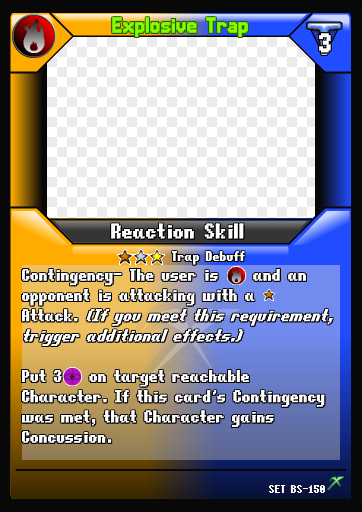 Explosive Trap
3
Reaction Skill
Trap Debuff
Contingency- The user is and an
opponent is attacking with a
Attack. (If you meet this requirement,
trigger additional effects.)
Put 3 on target reachable
Character. If this card's Contingency
was met, that Character gains
Concussion.
SET BS-150